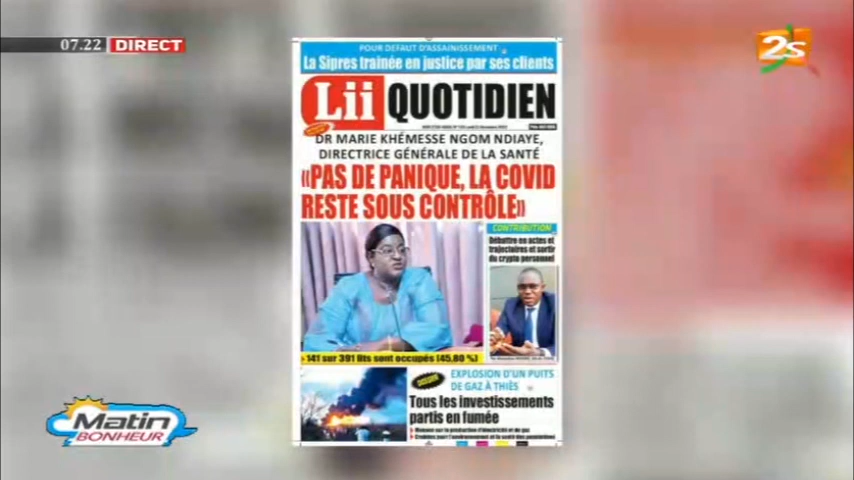 07.22 DIRECT
2s
POUR DEFAUT D'ASSAINISSEMENT
La Sipres trainée en justice par ses clients
Lii QUOTIDIEN
DR MARIE KHÉMESSE NGOM NDIAYE,
DIRECTRICE GÉNÉRALE DE LA SANTÉ
«PAS DE PANIQUE, LA COVID
RESTE SOUS CONTRÔLE»
CONTRIBUTION
Débattre en actes et
trajectoires et sortir
du crypto personnel
141 sur 391 lits sont occupés (45,80 %)
EXPLOSION D'UN PUITS
DE GAZ À THIÈS
Tous les investissements
partis en fumée
Matin
BONHEUR